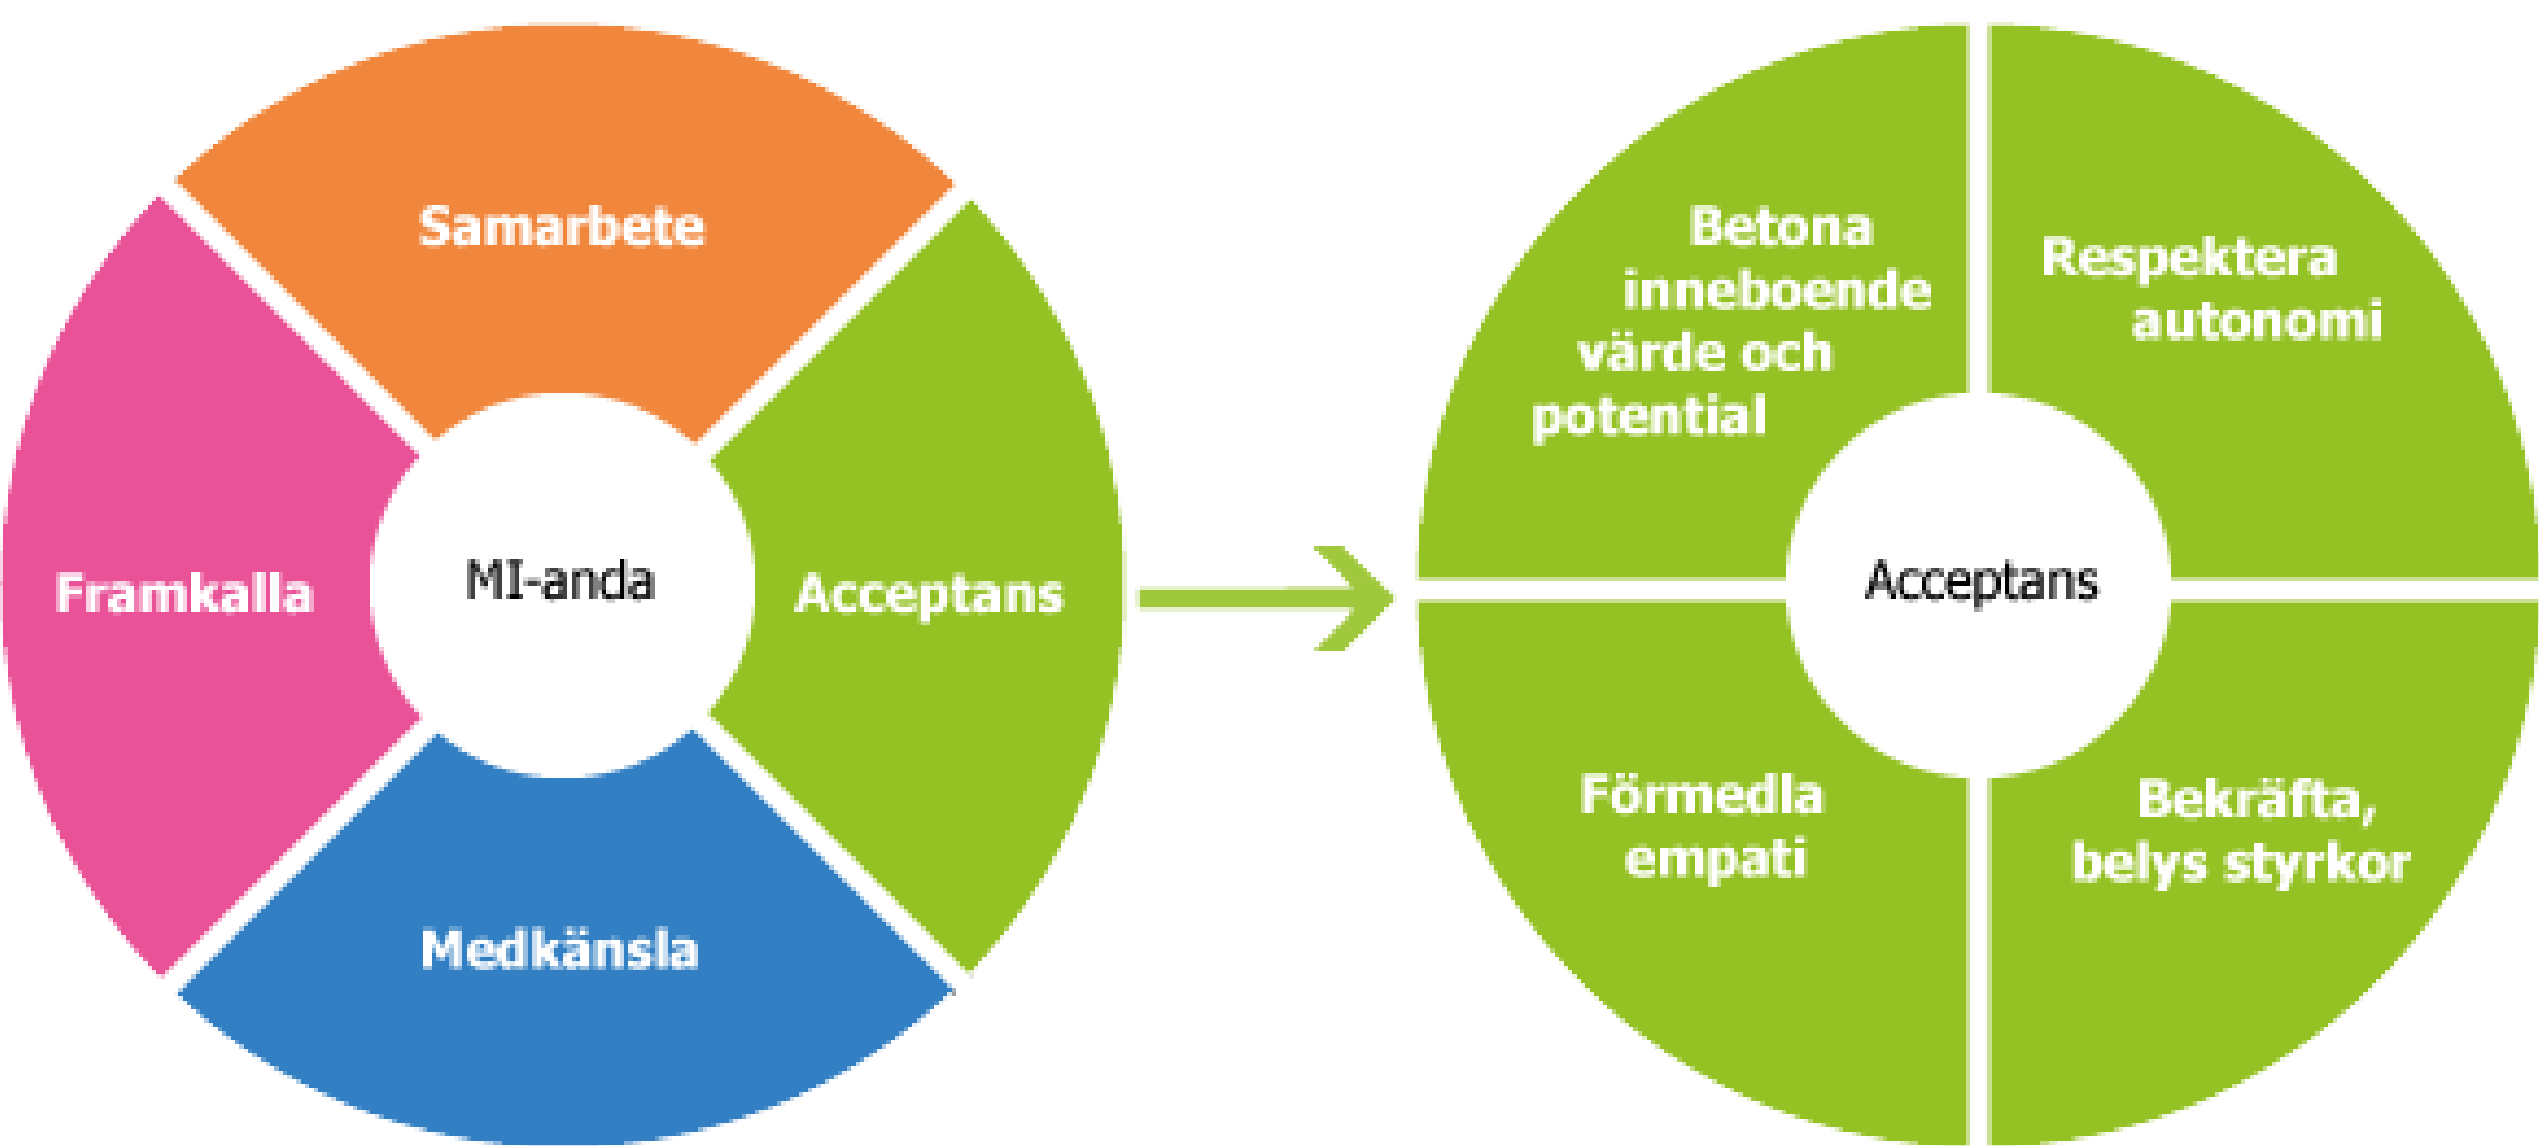 Samarbete
Framkalla
MI-anda
Acceptans
Medkänsla
Betona
inneboende
värde och
potential
Respektera
autonomi
Acceptans
Förmedla
empati
Bekräfta,
belys styrkor